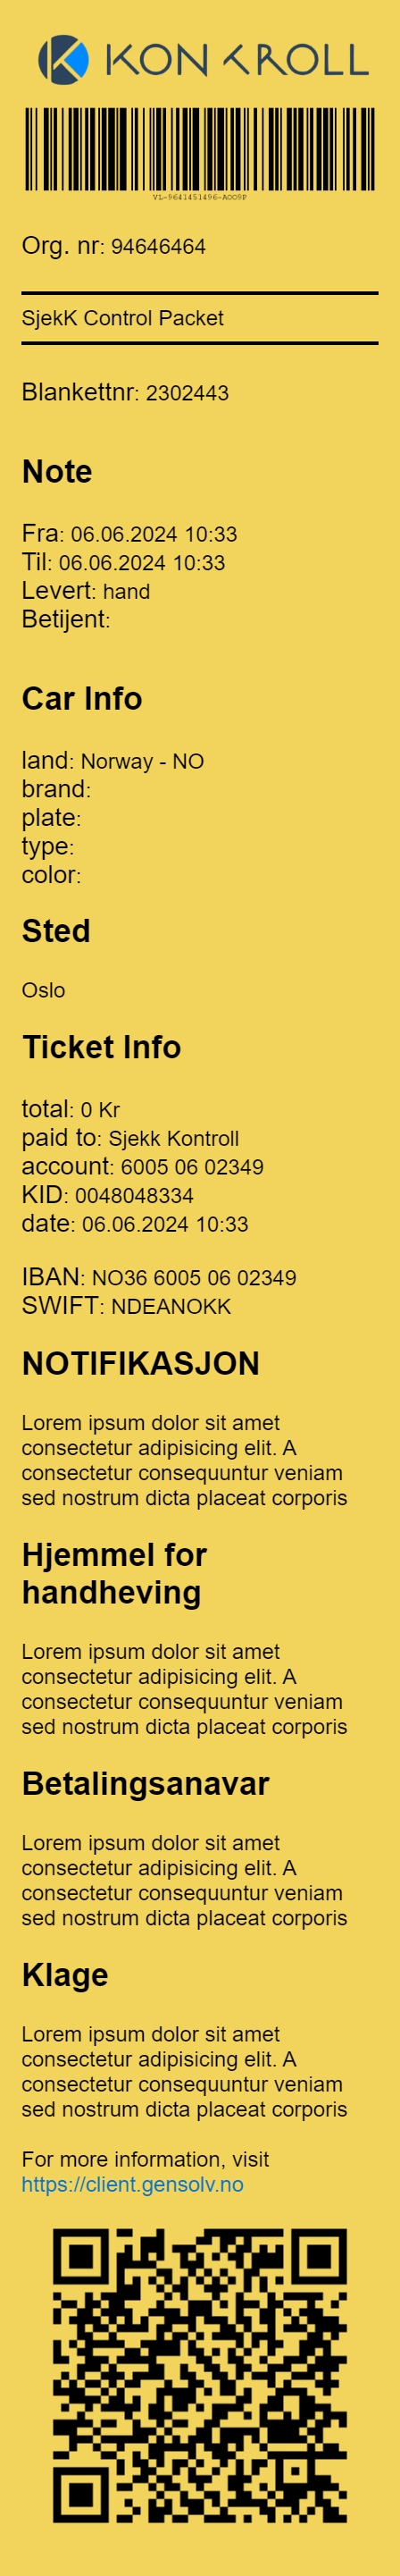 KONTROLL
VL-9641451496-A009P
Org. nr: 94646464
SjekK Control Packet
Blankettnr: 2302443
Note
Fra: 06.06.2024 10:33
Til: 06.06.2024 10:33
Levert: hand
Betijent:
Car Info
land: Norway - NO
brand:
plate:
type:
color:
Sted
Oslo
Ticket Info
total: 0 Kr
paid to: Sjekk Kontroll
account: 6005 06 02349
KID: 0048048334
date: 06.06.2024 10:33
IBAN: NO36 6005 06 02349
SWIFT: NDEANOKK
NOTIFIKASJON
Lorem ipsum dolor sit amet
consectetur adipisicing elit. A
consectetur consequuntur veniam
sed nostrum dicta placeat corporis
Hjemmel for
handheving
Lorem ipsum dolor sit amet
consectetur adipisicing elit. A
consectetur consequuntur veniam
sed nostrum dicta placeat corporis
Betalingsanavar
Lorem ipsum dolor sit amet
consectetur adipisicing elit. A
consectetur consequuntur veniam
sed nostrum dicta placeat corporis
Klage
Lorem ipsum dolor sit amet
consectetur adipisicing elit. A
consectetur consequuntur veniam
sed nostrum dicta placeat corporis
For more information, visit
https://client.gensolv.no